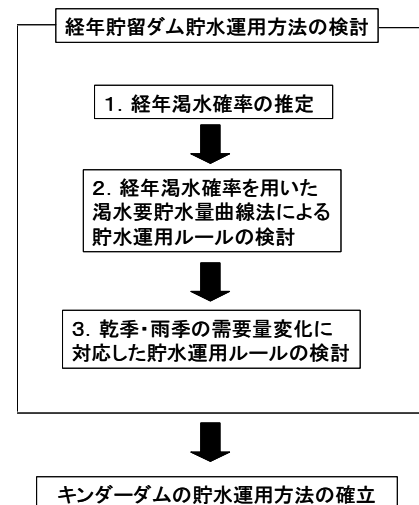 経年貯留ダム貯水運用方法の検討
1．経年渇水確率の推定
2．経年渇水確率を用いた
渇水要貯水量曲線法による
貯水運用ルールの検討
3．乾季・雨季の需要量変化に
対応した貯水運用ルールの検討
キンダーダムの貯水運用方法の確立